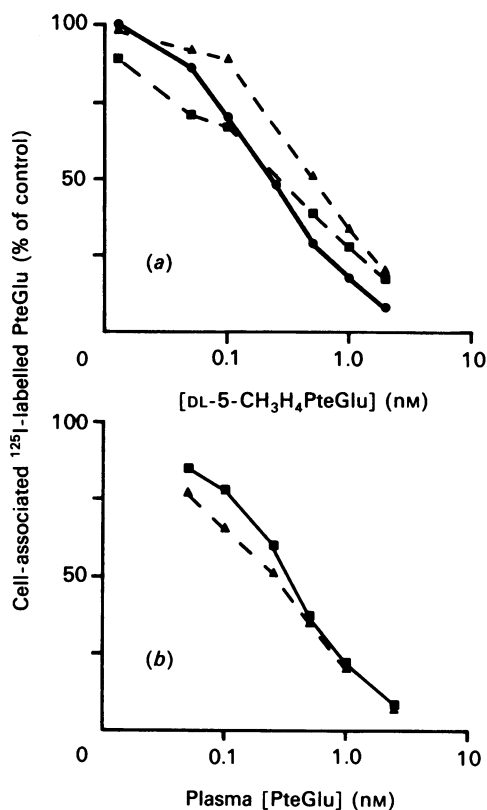 Cell-associated ¹²⁵I-labelled PteGlu (% of control)
100
50
(a)
0
0.1
1.0
10
[DL-5-CH₃H₄PteGlu] (nM)
100
50
(b)
0
0.1
1.0
10
Plasma [PteGlu] (nM)